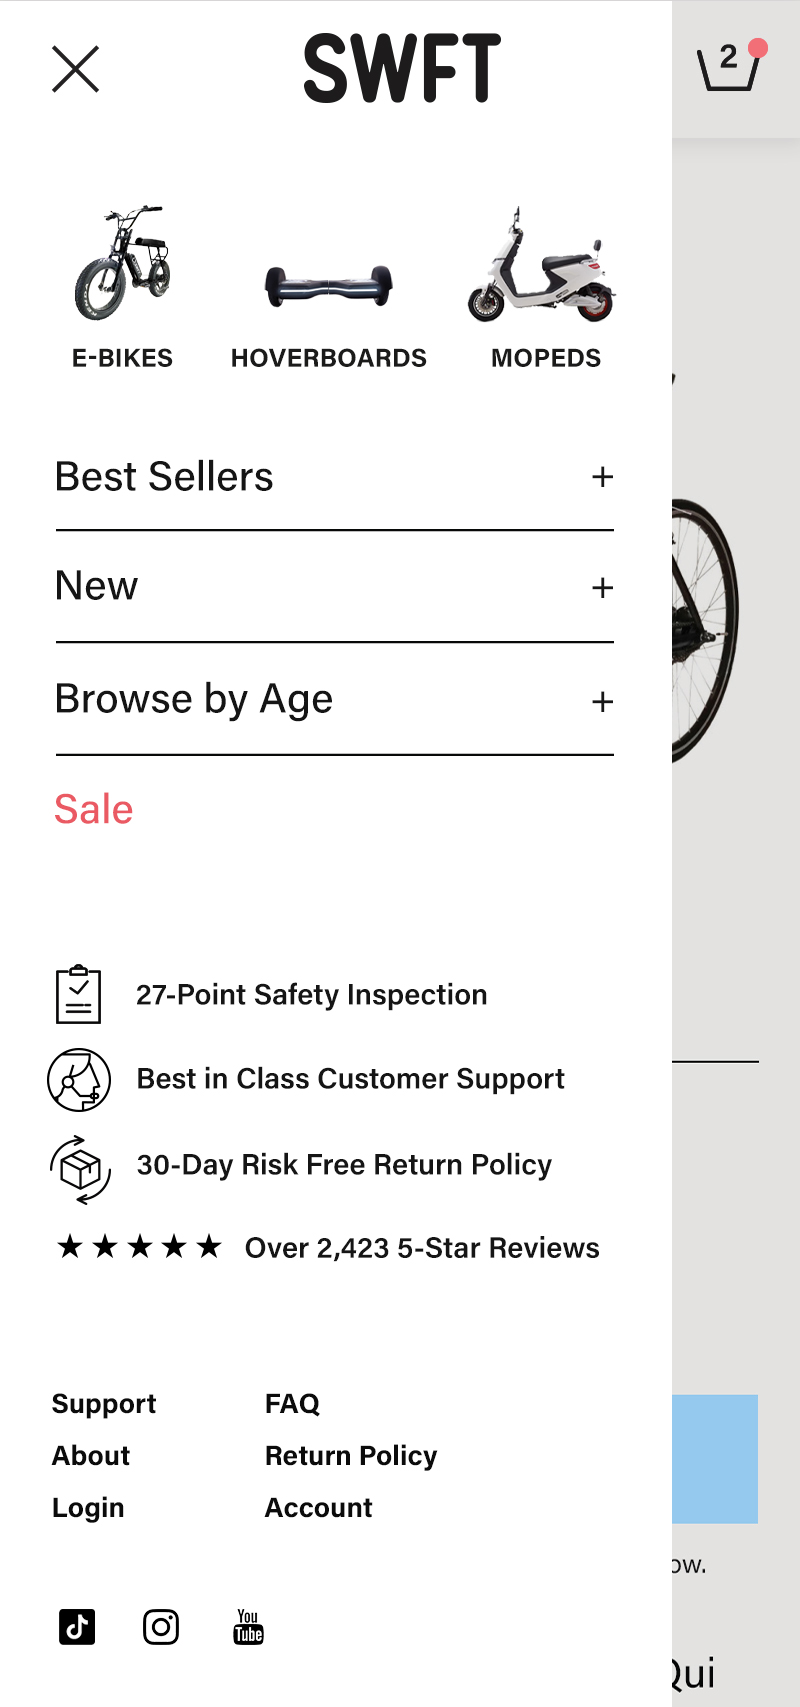 SWFT
2
E-BIKES HOVERBOARDS MOPEDS
Best Sellers +
New +
Browse by Age +
Sale
27-Point Safety Inspection
Best in Class Customer Support
30-Day Risk Free Return Policy
★★★★★ Over 2,423 5-Star Reviews
Support FAQ
About Return Policy
Login Account
ow.
You
Tube
Qui